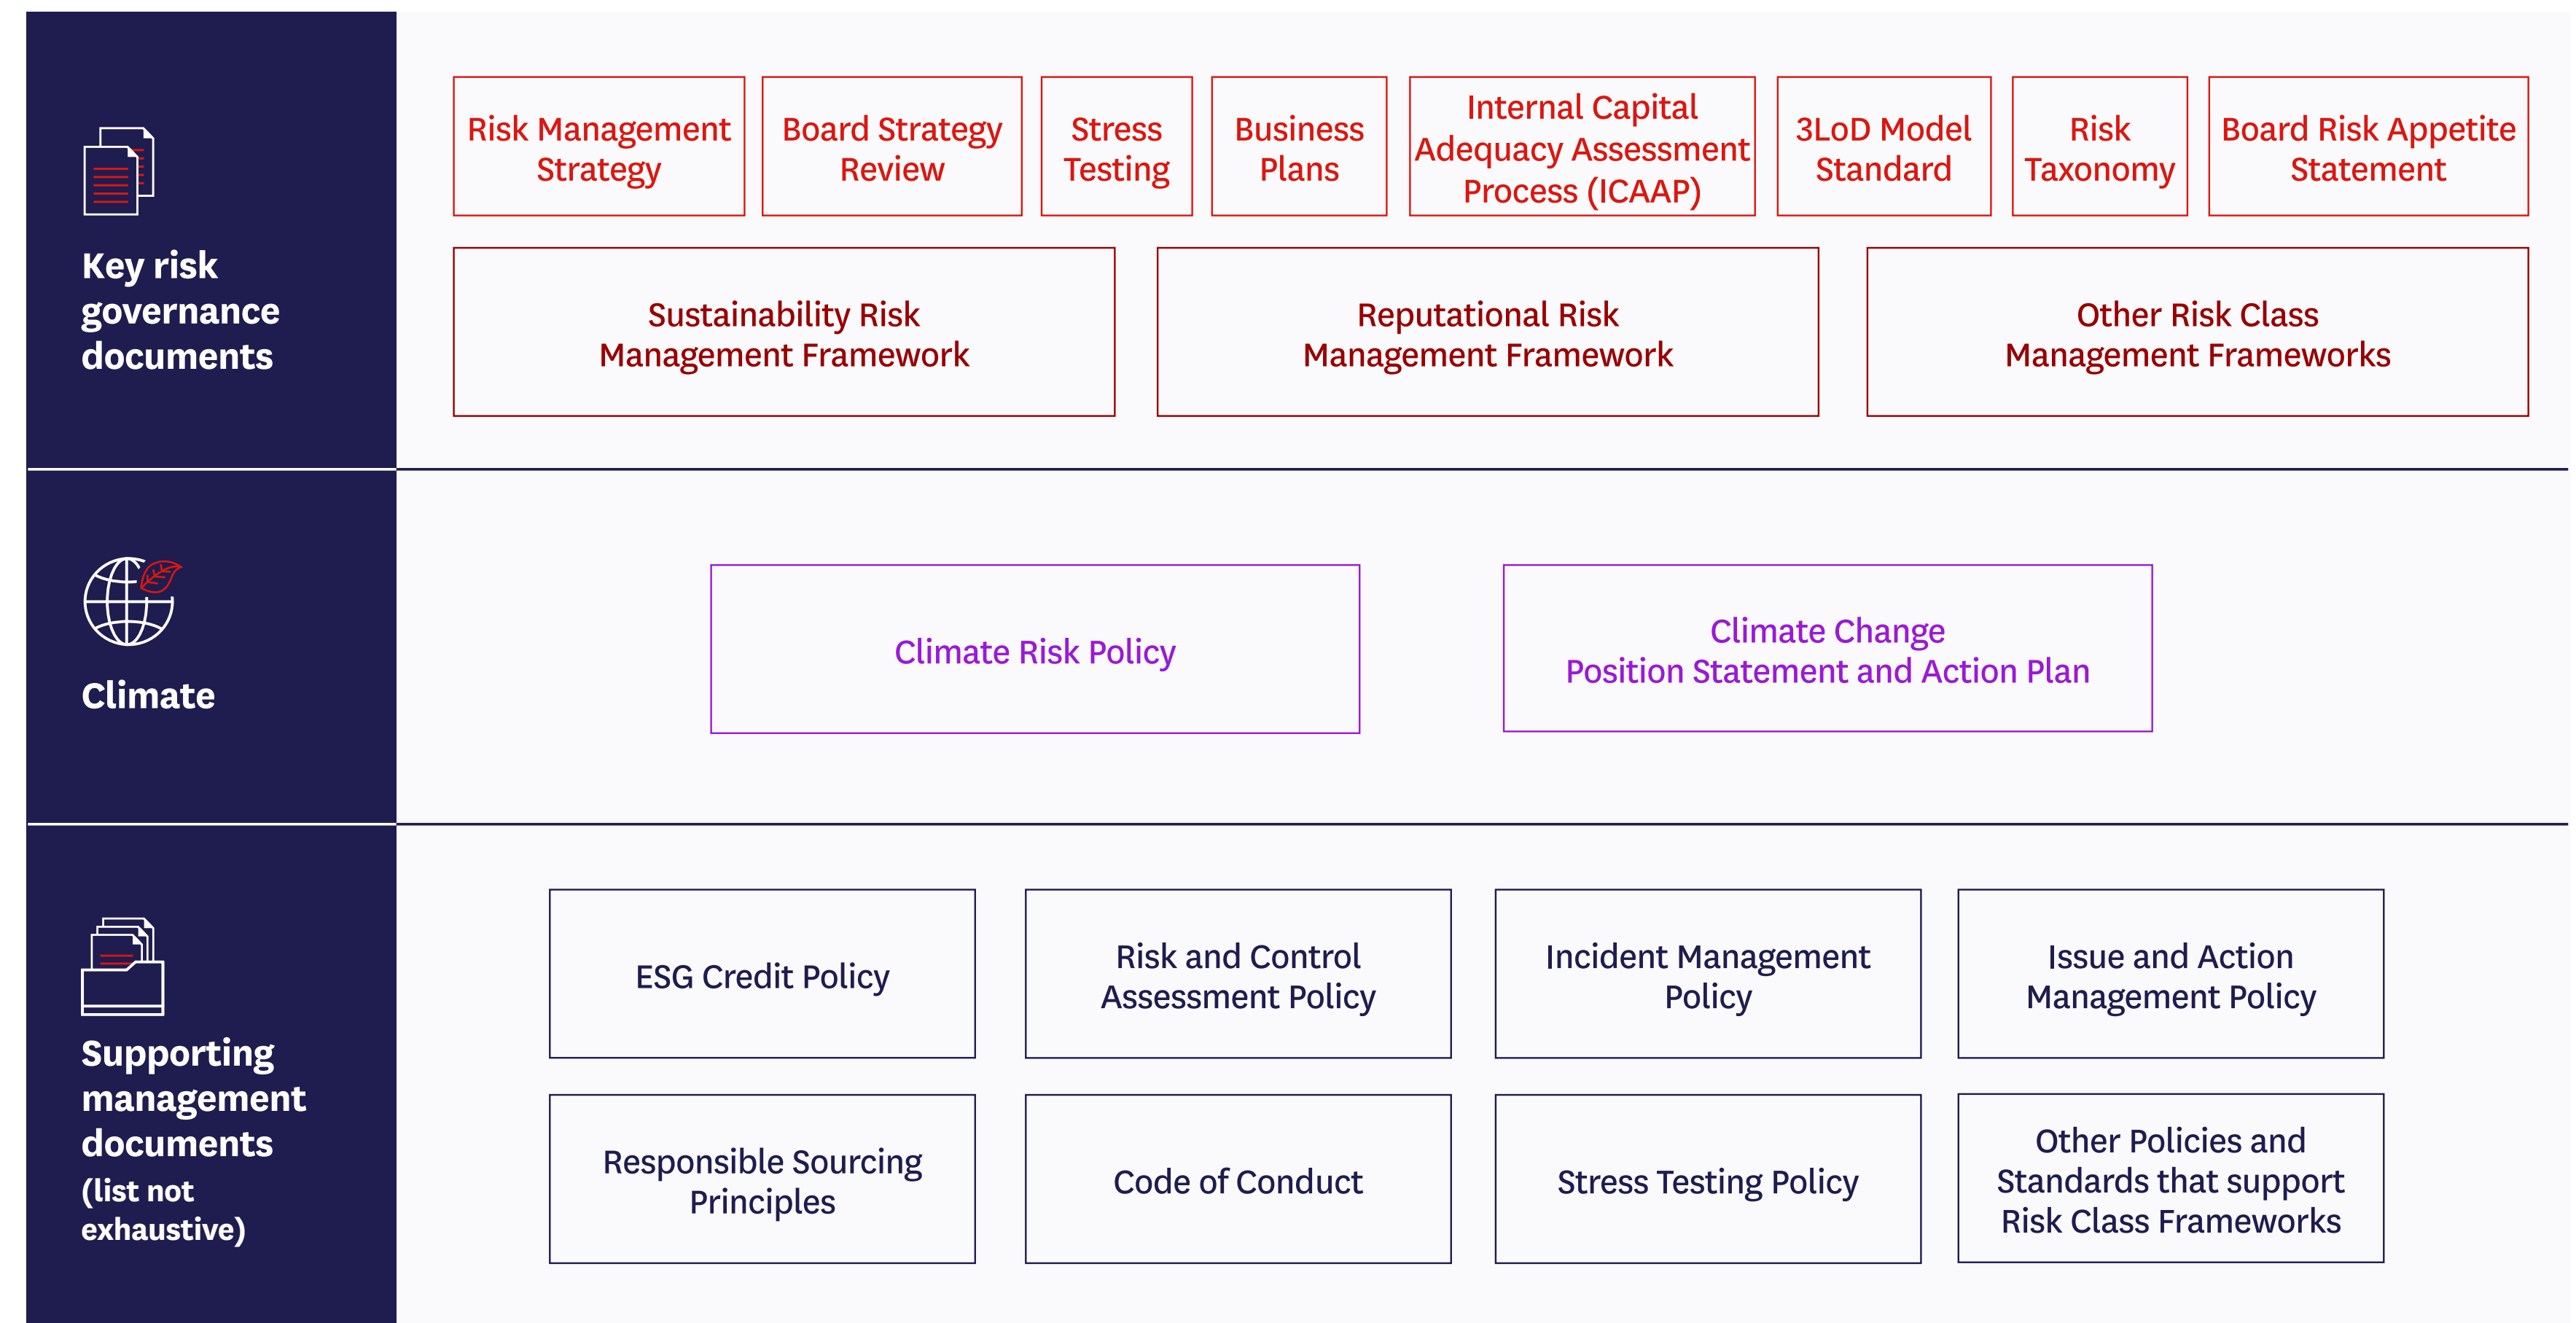 Key risk
governance
documents
Risk Management
Strategy
Board Strategy
Review
Stress
Testing
Business
Plans
Internal Capital
Adequacy Assessment
Process (ICAAP)
3LoD Model
Standard
Risk
Taxonomy
Board Risk Appetite
Statement
Sustainability Risk
Management Framework
Reputational Risk
Management Framework
Other Risk Class
Management Frameworks
Climate
Climate Risk Policy
Climate Change
Position Statement and Action Plan
Supporting
management
documents
(list not
exhaustive)
ESG Credit Policy
Risk and Control
Assessment Policy
Incident Management
Policy
Issue and Action
Management Policy
Responsible Sourcing
Principles
Code of Conduct
Stress Testing Policy
Other Policies and
Standards that support
Risk Class Frameworks